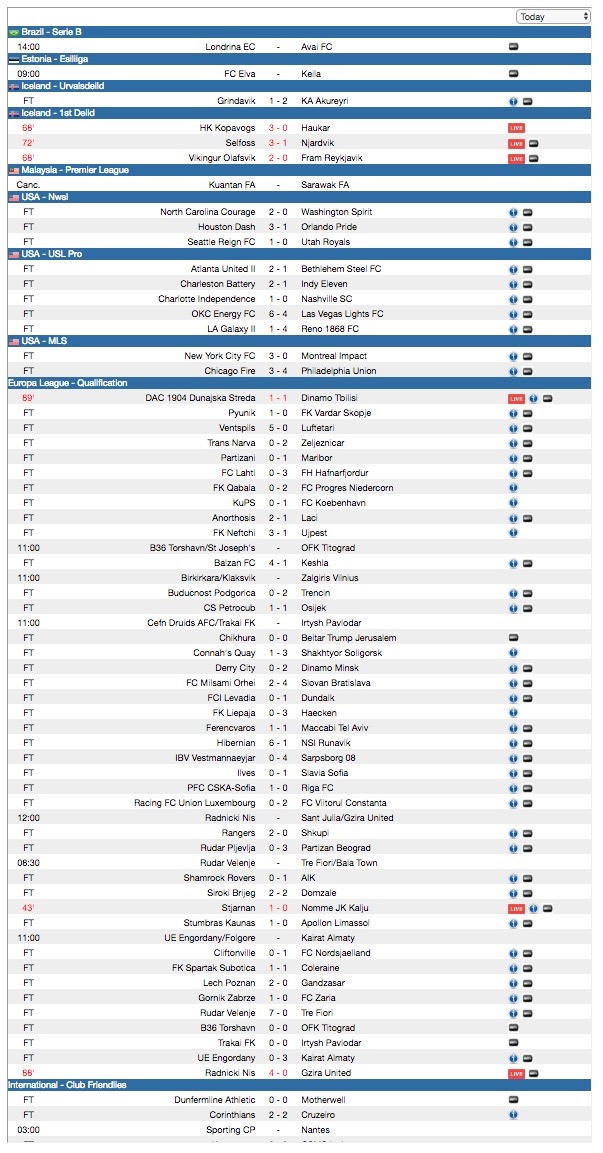 Today
Brazil - Serie B
14:00 Londrina EC - Avai FC
Estonia - Esiliiga
09:00 FC Elva - Keila
Iceland - Urvalsdeild
FT Grindavik 1 - 2 KA Akureyri
Iceland - 1st Deild
68' HK Kopavogs 3 - 0 Haukar LIVE
72' Selfoss 3 - 1 Njardvik LIVE
68' Vikingur Olafsvik 2 - 0 Fram Reykjavik LIVE
Malaysia - Premier League
Canc. Kuantan FA - Sarawak FA
USA - Nwsl
FT North Carolina Courage 2 - 0 Washington Spirit
FT Houston Dash 3 - 1 Orlando Pride
FT Seattle Reign FC 1 - 0 Utah Royals
USA - USL Pro
FT Atlanta United II 2 - 1 Bethlehem Steel FC
FT Charleston Battery 2 - 1 Indy Eleven
FT Charlotte Independence 1 - 0 Nashville SC
FT OKC Energy FC 6 - 4 Las Vegas Lights FC
FT LA Galaxy II 1 - 4 Reno 1868 FC
USA - MLS
FT New York City FC 3 - 0 Montreal Impact
FT Chicago Fire 3 - 4 Philadelphia Union
Europa League - Qualification
89' DAC 1904 Dunajska Streda 1 - 1 Dinamo Tbilisi LIVE
FT Pyunik 1 - 0 FK Vardar Skopje
FT Ventspils 5 - 0 Luftetari
FT Trans Narva 0 - 2 Zeljeznicar
FT Partizani 0 - 1 Maribor
FT FC Lahti 0 - 3 FH Hafnarfjordur
FT FK Qabala 0 - 2 FC Progres Niedercorn
FT KuPS 0 - 1 FC Koebenhavn
FT Anorthosis 2 - 1 Laci
FT FK Neftchi 3 - 1 Ujpest
11:00 B36 Torshavn/St Joseph's - OFK Titograd
FT Balzan FC 4 - 1 Keshla
11:00 Birkirkara/Klaksvik - Zalgiris Vilnius
FT Buducnost Podgorica 0 - 2 Trencin
FT CS Petrocub 1 - 1 Osijek
11:00 Cefn Druids AFC/Trakai FK - Irtysh Pavlodar
FT Chikhura 0 - 0 Beitar Trump Jerusalem
FT Connah's Quay 1 - 3 Shakhtyor Soligorsk
FT Derry City 0 - 2 Dinamo Minsk
FT FC Milsami Orhei 2 - 4 Slovan Bratislava
FT FCI Levadia 0 - 1 Dundalk
FT FK Liepaja 0 - 3 Haecken
FT Ferencvaros 1 - 1 Maccabi Tel Aviv
FT Hibernian 6 - 1 NSI Runavik
FT IBV Vestmannaeyjar 0 - 4 Sarpsborg 08
FT Ilves 0 - 1 Slavia Sofia
FT PFC CSKA-Sofia 1 - 0 Riga FC
FT Racing FC Union Luxembourg 0 - 2 FC Viitorul Constanta
12:00 Radnicki Nis - Sant Julia/Gzira United
FT Rangers 2 - 0 Shkupi
FT Rudar Pljevlja 0 - 3 Partizan Beograd
08:30 Rudar Velenje - Tre Fiori/Bala Town
FT Shamrock Rovers 0 - 1 AIK
FT Siroki Brijeg 2 - 2 Domzale
43' Stjarnan 1 - 0 Nomme JK Kalju LIVE
FT Stumbras Kaunas 1 - 0 Apollon Limassol
11:00 UE Engordany/Folgore - Kairat Almaty
FT Cliftonville 0 - 1 FC Nordsjaelland
FT FK Spartak Subotica 1 - 1 Coleraine
FT Lech Poznan 2 - 0 Gandzasar
FT Gornik Zabrze 1 - 0 FC Zaria
FT Rudar Velenje 7 - 0 Tre Fiori
FT B36 Torshavn 0 - 0 OFK Titograd
FT Trakai FK 0 - 0 Irtysh Pavlodar
FT UE Engordany 0 - 3 Kairat Almaty
86' Radnicki Nis 4 - 0 Gzira United LIVE
International - Club Friendlies
FT Dunfermline Athletic 0 - 0 Motherwell
FT Corinthians 2 - 2 Cruzeiro
03:00 Sporting CP - Nantes